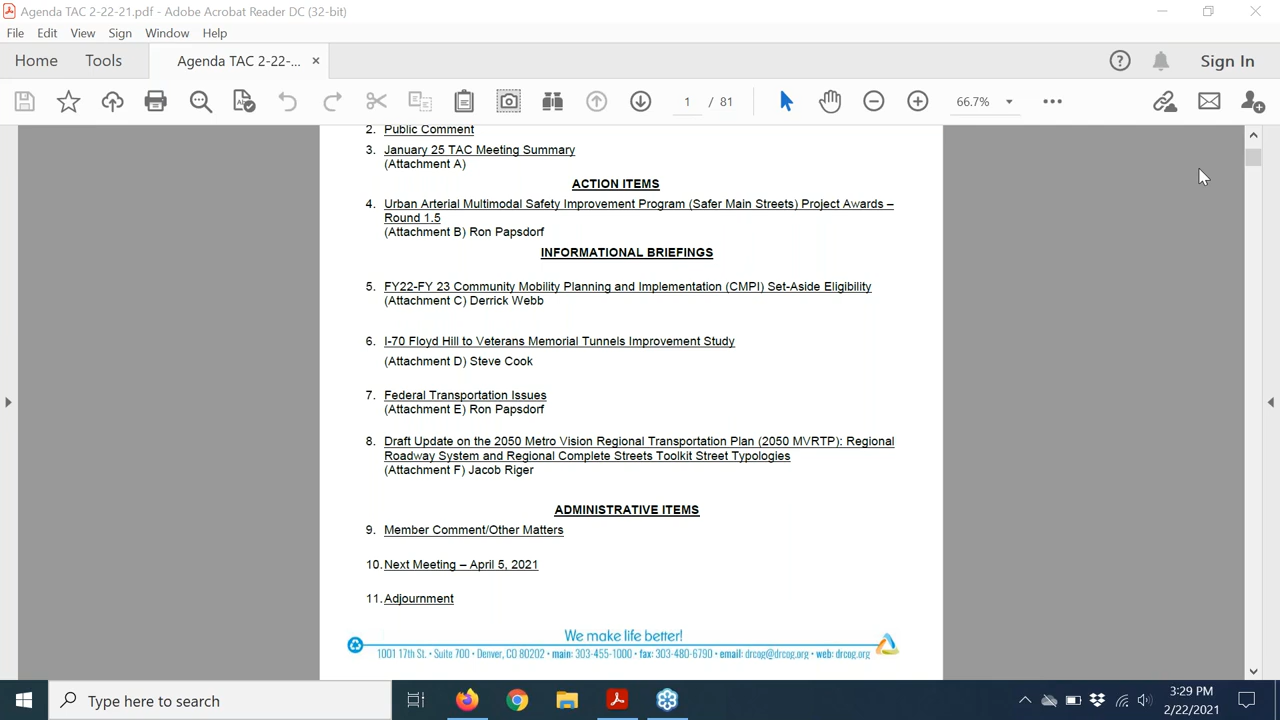 Agenda TAC 2-22-21.pdf - Adobe Acrobat Reader DC (32-bit)
File Edit View Sign Window Help
Home Tools Agenda TAC 2-22-... × Sign In
1 / 81 66.7%
2. Public Comment
3. January 25 TAC Meeting Summary
(Attachment A)
ACTION ITEMS
4. Urban Arterial Multimodal Safety Improvement Program (Safer Main Streets) Project Awards –
Round 1.5
(Attachment B) Ron Papsdorf
INFORMATIONAL BRIEFINGS
5. FY22-FY 23 Community Mobility Planning and Implementation (CMPI) Set-Aside Eligibility
(Attachment C) Derrick Webb
6. I-70 Floyd Hill to Veterans Memorial Tunnels Improvement Study
(Attachment D) Steve Cook
7. Federal Transportation Issues
(Attachment E) Ron Papsdorf
8. Draft Update on the 2050 Metro Vision Regional Transportation Plan (2050 MVRTP): Regional
Roadway System and Regional Complete Streets Toolkit Street Typologies
(Attachment F) Jacob Riger
ADMINISTRATIVE ITEMS
9. Member Comment/Other Matters
10. Next Meeting – April 5, 2021
11. Adjournment
We make life better!
1001 17th St. • Suite 700 • Denver, CO 80202 • main: 303-455-1000 • fax: 303-480-6790 • email: drcog@drcog.org • web: drcog.org
Type here to search
3:29 PM
2/22/2021